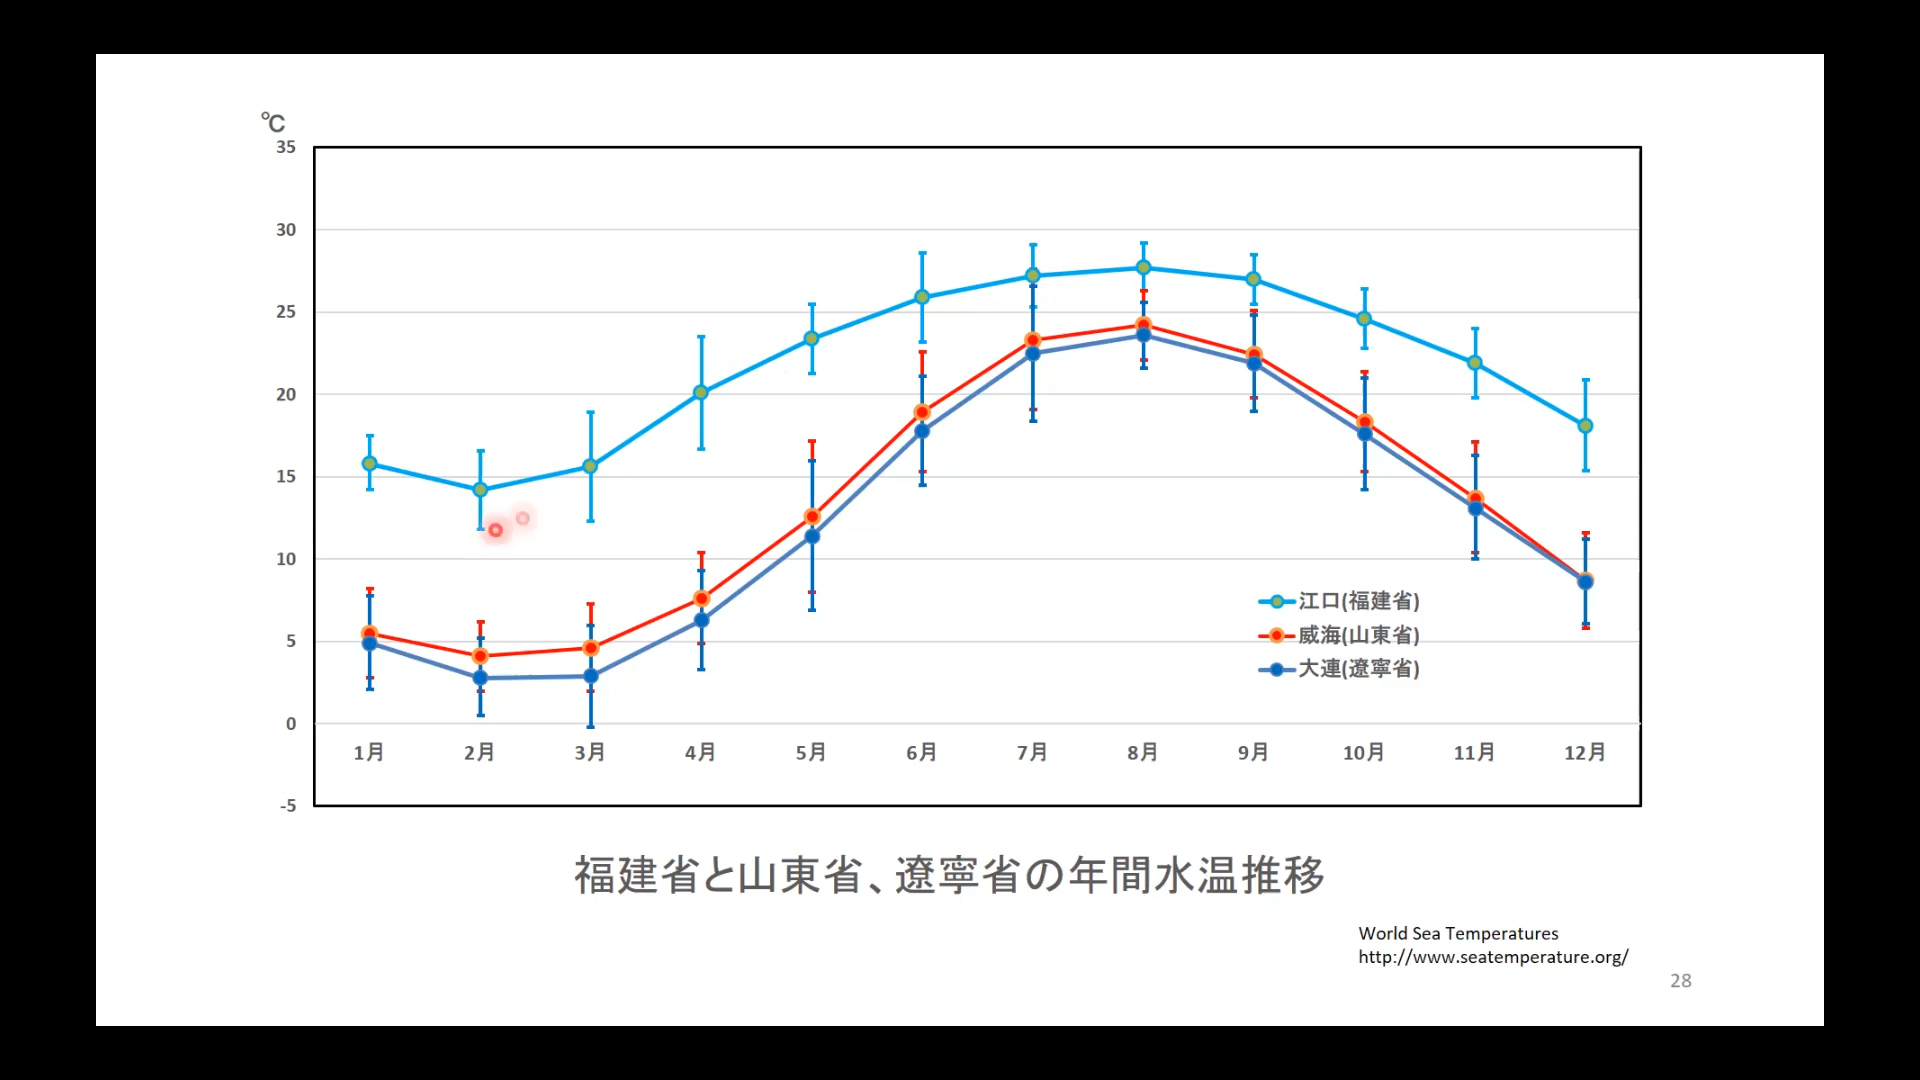 ℃
35
30
25
20
15
10
5
0
-5
1月 2月 3月 4月 5月 6月 7月 8月 9月 10月 11月 12月
江口(福建省)
威海(山東省)
大連(遼寧省)
福建省と山東省、遼寧省の年間水温推移
World Sea Temperatures
http://www.seatemperature.org/
28